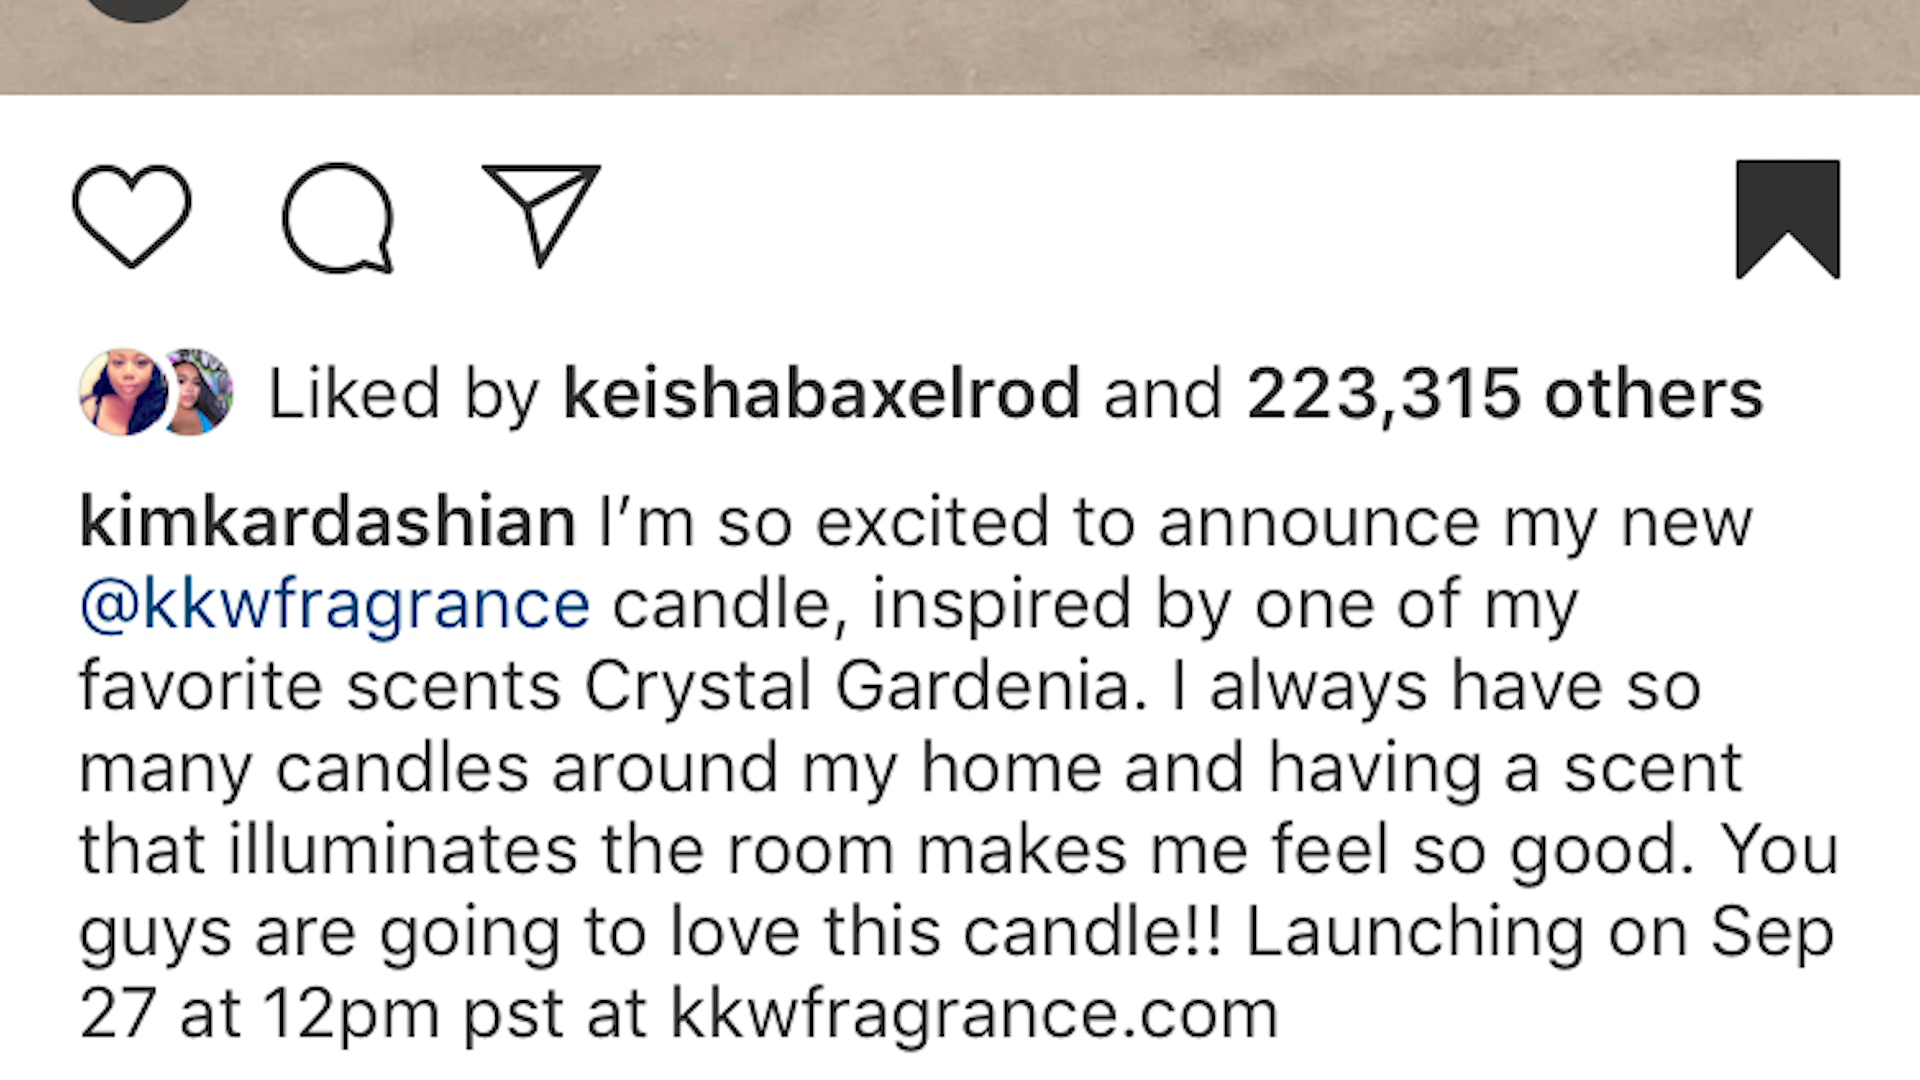 Liked by keishabaxelrod and 223,315 others
kimkardashian I’m so excited to announce my new
@kkwfragrance candle, inspired by one of my
favorite scents Crystal Gardenia. I always have so
many candles around my home and having a scent
that illuminates the room makes me feel so good. You
guys are going to love this candle!! Launching on Sep
27 at 12pm pst at kkwfragrance.com